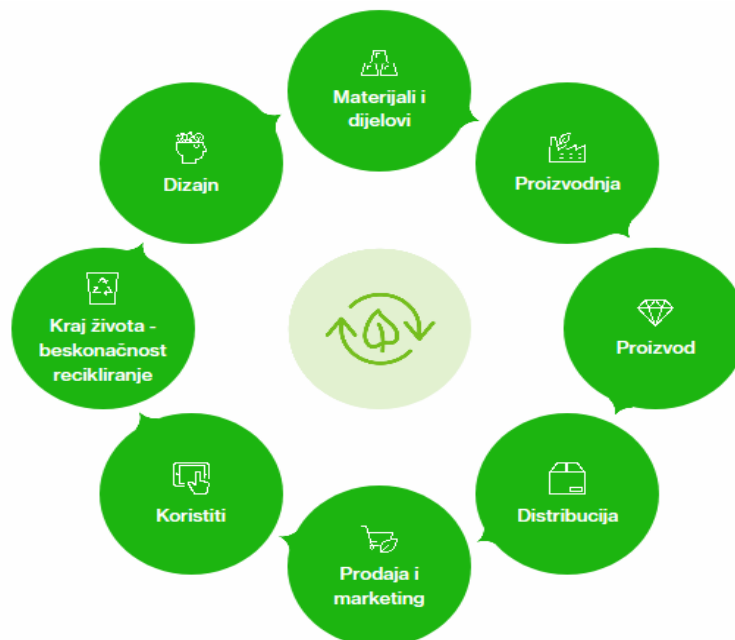 Materijali i
dijelovi
Dizajn
Proizvodnja
Kraj života -
beskonačnost
recikliranje
Proizvod
Koristiti
Distribucija
Prodaja i
marketing